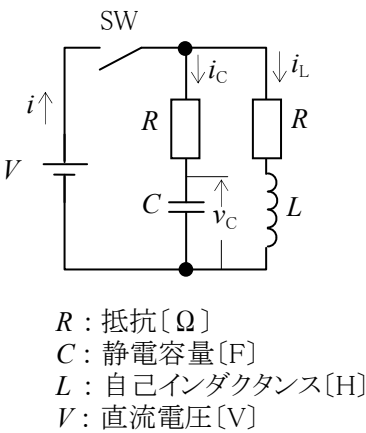 SW
i
i_C
i_L
R
R
V
C
v_C
L
R：抵抗〔Ω〕
C：静電容量〔F〕
L：自己インダクタンス〔H〕
V：直流電圧〔V〕